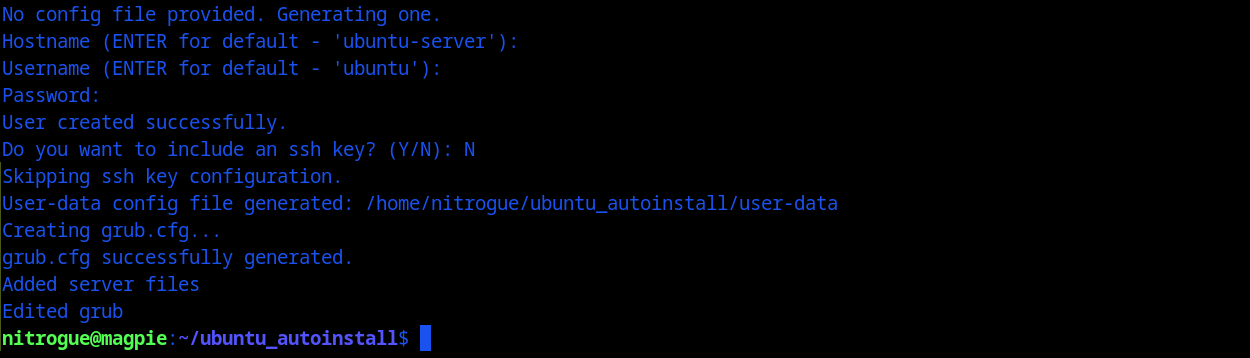 No config file provided. Generating one.
Hostname (ENTER for default - 'ubuntu-server'):
Username (ENTER for default - 'ubuntu'):
Password:
User created successfully.
Do you want to include an ssh key? (Y/N): N
Skipping ssh key configuration.
User-data config file generated: /home/nitrogue/ubuntu_autoinstall/user-data
Creating grub.cfg...
grub.cfg successfully generated.
Added server files
Edited grub
nitrogue@magpie:~/ubuntu_autoinstall$